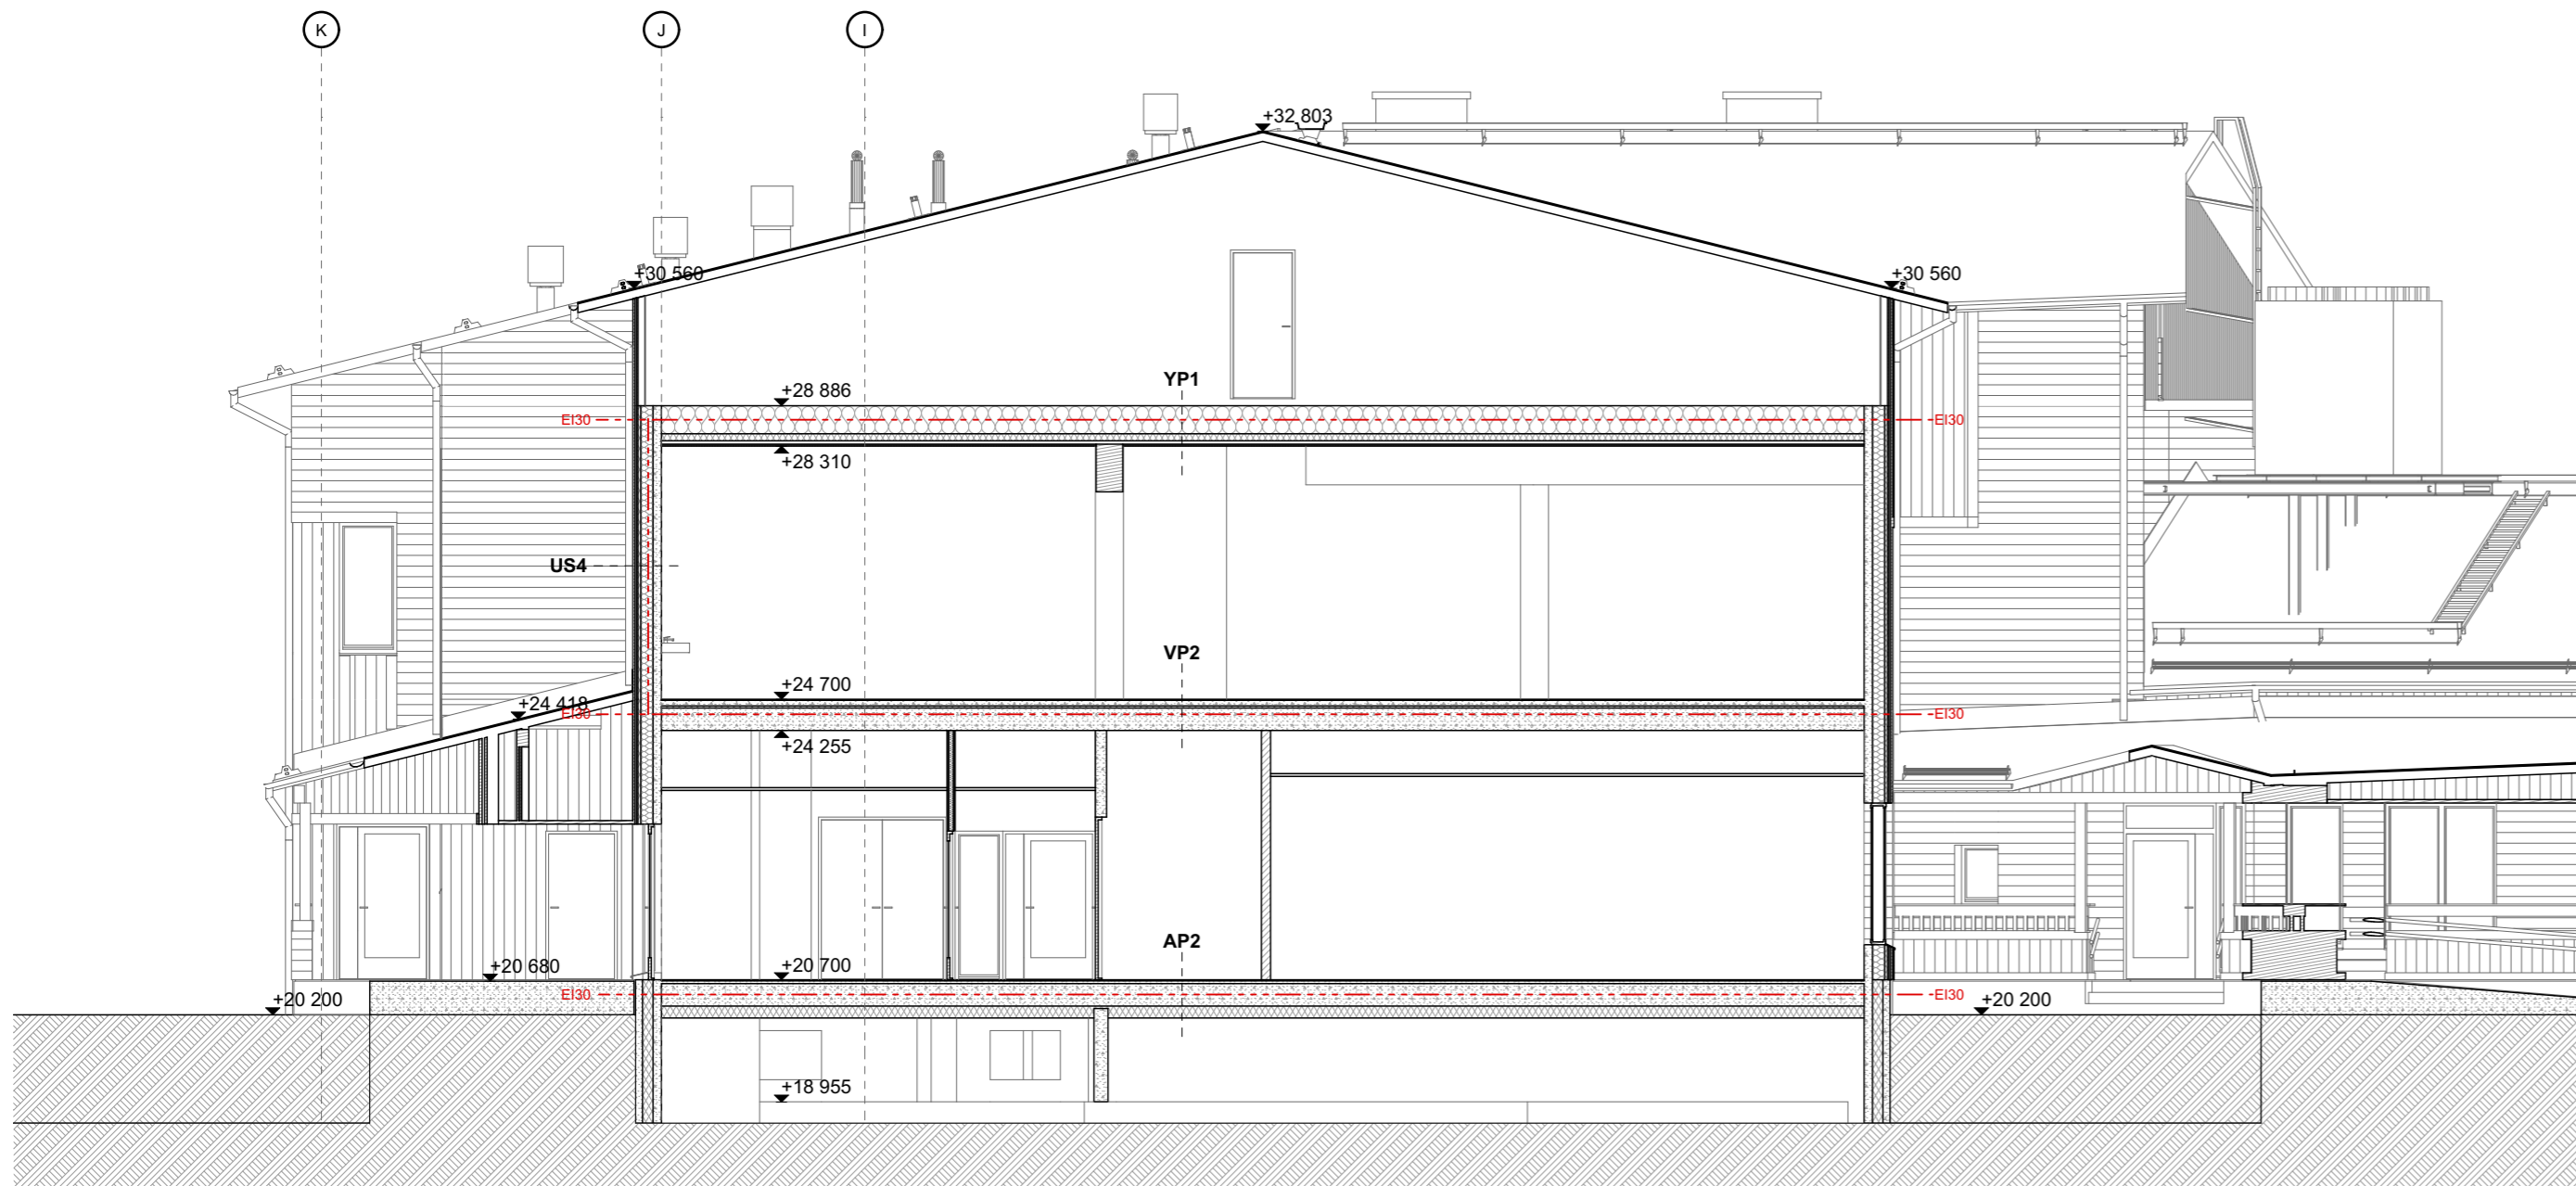 K
J
I
+32 803
+30 560
+30 560
+28 886
YP1
EI30
EI30
+28 310
US4
VP2
+24 700
+24 418
EI30
EI30
+24 255
AP2
+20 680
+20 700
EI30
EI30
+20 200
+20 200
+18 955